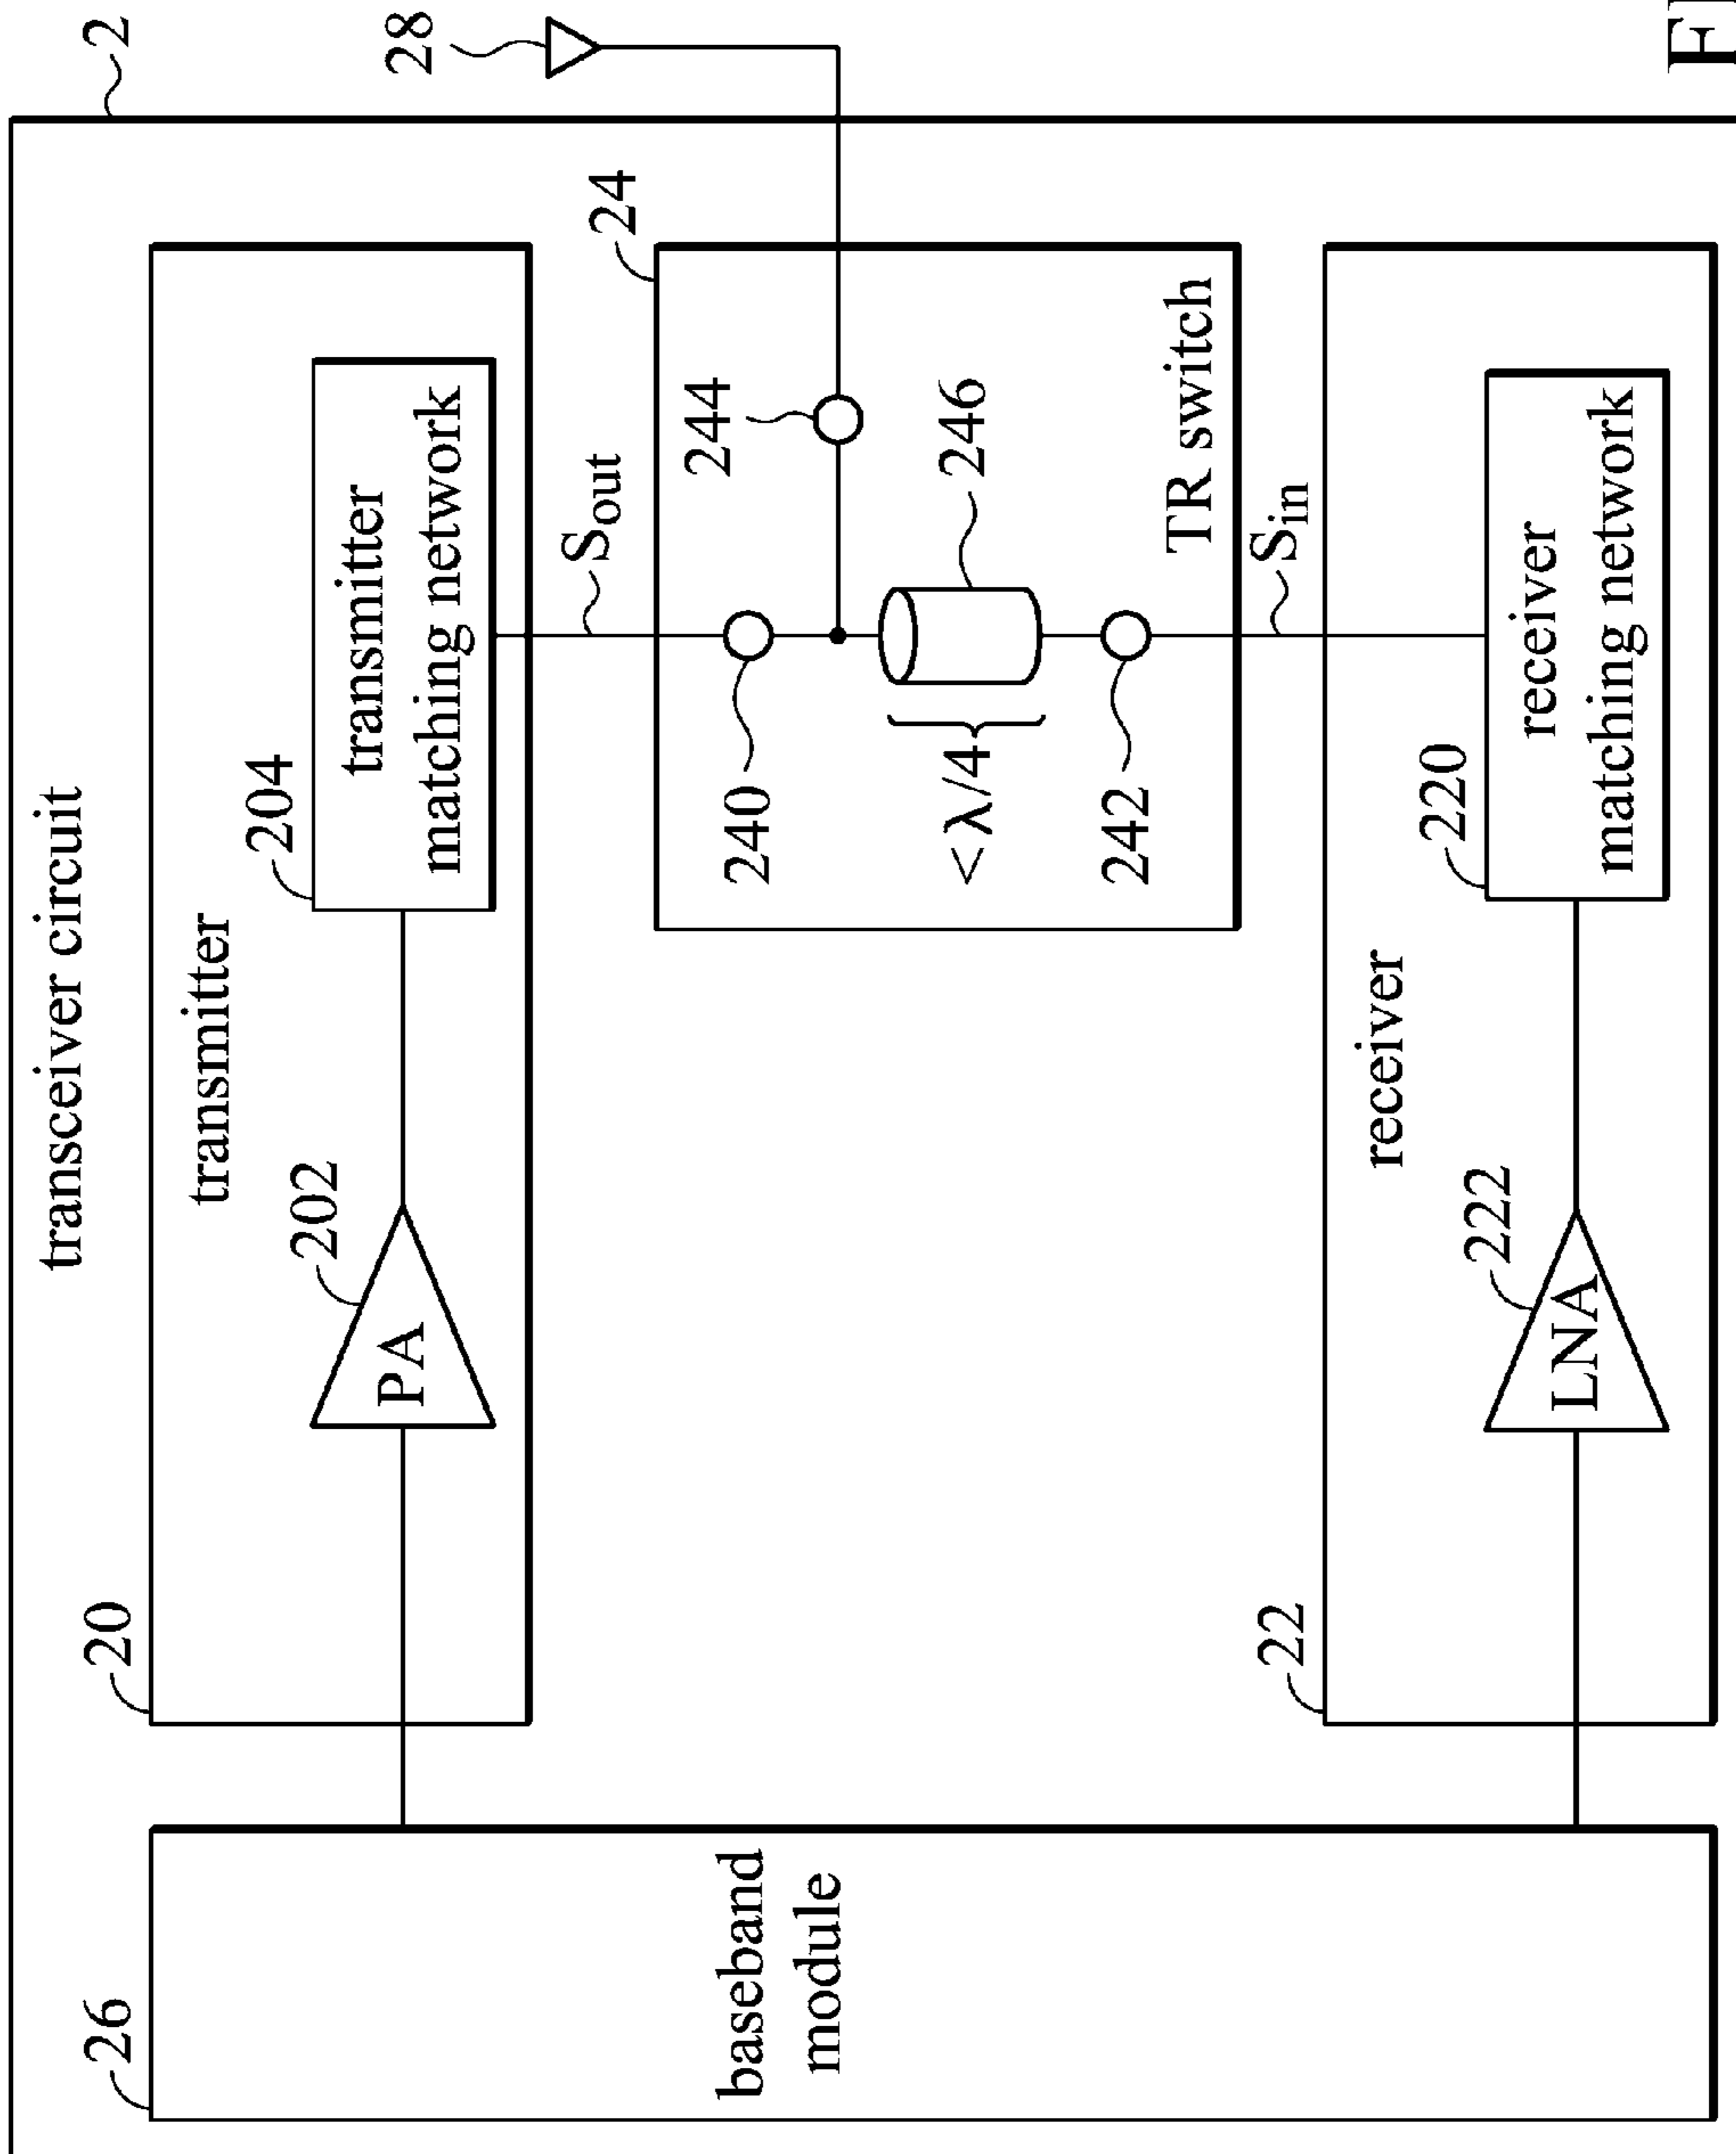 transceiver circuit
2
20
transmitter
202
PA
204
transmitter
matching network
28
Sout
24
240
244
<λ/4
246
242
TR switch
Sin
26
baseband
module
22
receiver
222
LNA
220
receiver
matching network